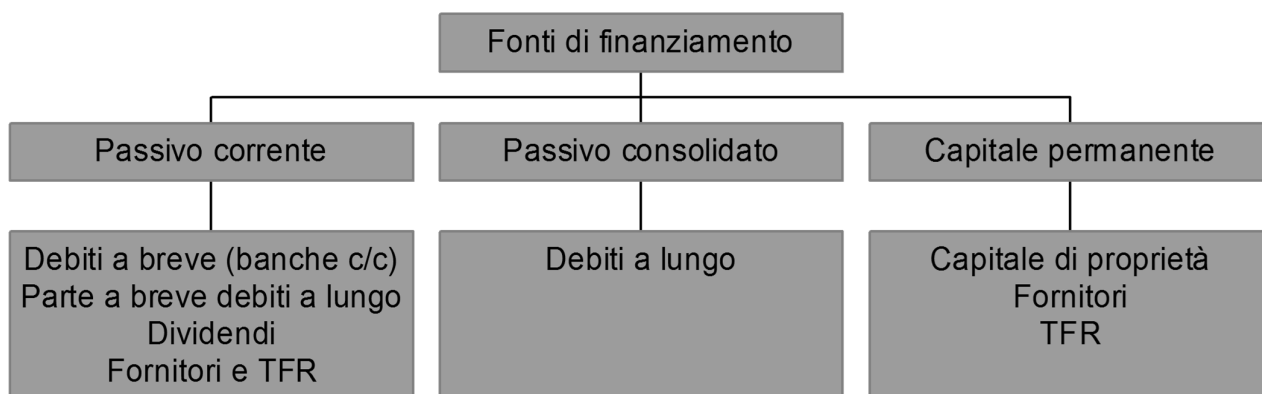 Fonti di finanziamento
Passivo corrente
Passivo consolidato
Capitale permanente
Debiti a breve (banche c/c)
Parte a breve debiti a lungo
Dividendi
Fornitori e TFR
Debiti a lungo
Capitale di proprietà
Fornitori
TFR